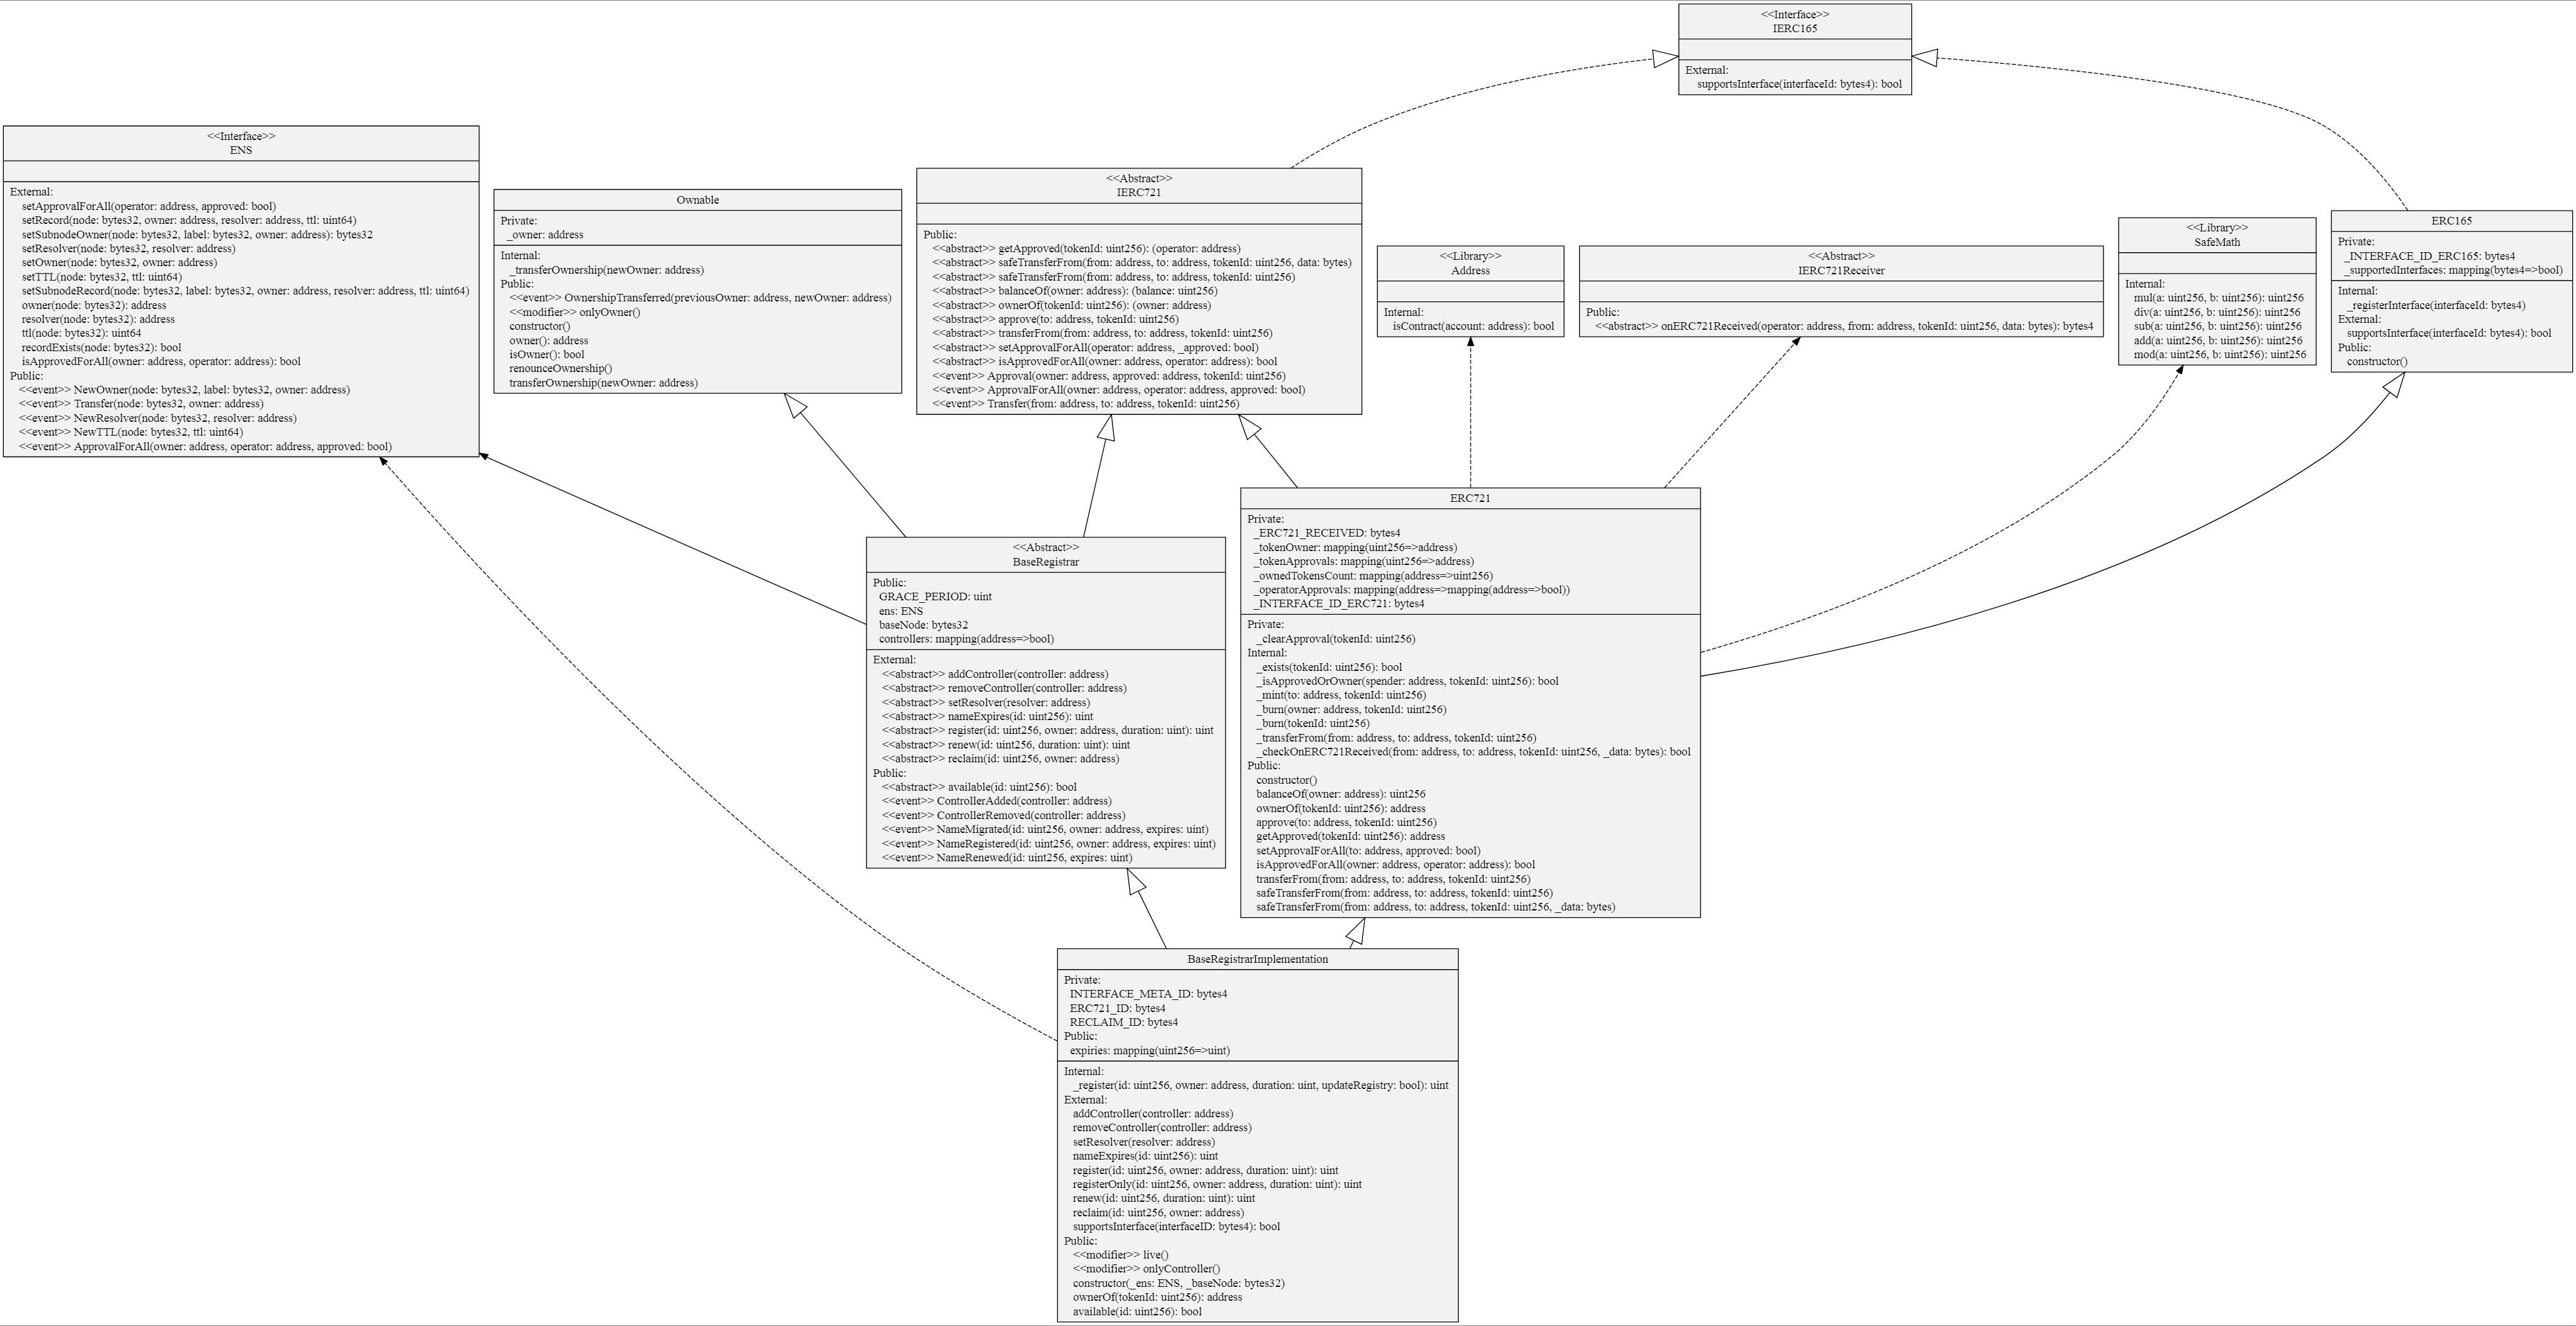 <<Interface>>
IERC165
External:
supportsInterface(interfaceId: bytes4): bool
<<Interface>>
ENS
External:
setApprovalForAll(operator: address, approved: bool)
setRecord(node: bytes32, owner: address, resolver: address, ttl: uint64)
setSubnodeOwner(node: bytes32, label: bytes32, owner: address): bytes32
setResolver(node: bytes32, resolver: address)
setOwner(node: bytes32, owner: address)
setTTL(node: bytes32, ttl: uint64)
setSubnodeRecord(node: bytes32, label: bytes32, owner: address, resolver: address, ttl: uint64)
owner(node: bytes32): address
resolver(node: bytes32): address
ttl(node: bytes32): uint64
recordExists(node: bytes32): bool
isApprovedForAll(owner: address, operator: address): bool
Public:
<<event>> NewOwner(node: bytes32, label: bytes32, owner: address)
<<event>> Transfer(node: bytes32, owner: address)
<<event>> NewResolver(node: bytes32, resolver: address)
<<event>> NewTTL(node: bytes32, ttl: uint64)
<<event>> ApprovalForAll(owner: address, operator: address, approved: bool)
Ownable
Private:
_owner: address
Internal:
_transferOwnership(newOwner: address)
Public:
<<event>> OwnershipTransferred(previousOwner: address, newOwner: address)
<<modifier>> onlyOwner()
constructor()
owner(): address
isOwner(): bool
renounceOwnership()
transferOwnership(newOwner: address)
<<Abstract>>
IERC721
Public:
<<abstract>> getApproved(tokenId: uint256): (operator: address)
<<abstract>> safeTransferFrom(from: address, to: address, tokenId: uint256, data: bytes)
<<abstract>> safeTransferFrom(from: address, to: address, tokenId: uint256)
<<abstract>> balanceOf(owner: address): (balance: uint256)
<<abstract>> ownerOf(tokenId: uint256): (owner: address)
<<abstract>> approve(to: address, tokenId: uint256)
<<abstract>> transferFrom(from: address, to: address, tokenId: uint256)
<<abstract>> setApprovalForAll(operator: address, _approved: bool)
<<abstract>> isApprovedForAll(owner: address, operator: address): bool
<<event>> Approval(owner: address, approved: address, tokenId: uint256)
<<event>> ApprovalForAll(owner: address, operator: address, approved: bool)
<<event>> Transfer(from: address, to: address, tokenId: uint256)
<<Library>>
Address
Internal:
isContract(account: address): bool
<<Abstract>>
IERC721Receiver
Public:
<<abstract>> onERC721Received(operator: address, from: address, tokenId: uint256, data: bytes): bytes4
<<Library>>
SafeMath
Internal:
mul(a: uint256, b: uint256): uint256
div(a: uint256, b: uint256): uint256
sub(a: uint256, b: uint256): uint256
add(a: uint256, b: uint256): uint256
mod(a: uint256, b: uint256): uint256
ERC165
Private:
_INTERFACE_ID_ERC165: bytes4
_supportedInterfaces: mapping(bytes4=>bool)
Internal:
_registerInterface(interfaceId: bytes4)
External:
supportsInterface(interfaceId: bytes4): bool
Public:
constructor()
<<Abstract>>
BaseRegistrar
Public:
GRACE_PERIOD: uint
ens: ENS
baseNode: bytes32
controllers: mapping(address=>bool)
External:
<<abstract>> addController(controller: address)
<<abstract>> removeController(controller: address)
<<abstract>> setResolver(resolver: address)
<<abstract>> nameExpires(id: uint256): uint
<<abstract>> register(id: uint256, owner: address, duration: uint): uint
<<abstract>> renew(id: uint256, duration: uint): uint
<<abstract>> reclaim(id: uint256, owner: address)
Public:
<<abstract>> available(id: uint256): bool
<<event>> ControllerAdded(controller: address)
<<event>> ControllerRemoved(controller: address)
<<event>> NameMigrated(id: uint256, owner: address, expires: uint)
<<event>> NameRegistered(id: uint256, owner: address, expires: uint)
<<event>> NameRenewed(id: uint256, expires: uint)
ERC721
Private:
_ERC721_RECEIVED: bytes4
_tokenOwner: mapping(uint256=>address)
_tokenApprovals: mapping(uint256=>address)
_ownedTokensCount: mapping(address=>uint256)
_operatorApprovals: mapping(address=>mapping(address=>bool))
_INTERFACE_ID_ERC721: bytes4
Private:
_clearApproval(tokenId: uint256)
Internal:
_exists(tokenId: uint256): bool
_isApprovedOrOwner(spender: address, tokenId: uint256): bool
_mint(to: address, tokenId: uint256)
_burn(owner: address, tokenId: uint256)
_burn(tokenId: uint256)
_transferFrom(from: address, to: address, tokenId: uint256)
_checkOnERC721Received(from: address, to: address, tokenId: uint256, _data: bytes): bool
Public:
constructor()
balanceOf(owner: address): uint256
ownerOf(tokenId: uint256): address
approve(to: address, tokenId: uint256)
getApproved(tokenId: uint256): address
setApprovalForAll(to: address, approved: bool)
isApprovedForAll(owner: address, operator: address): bool
transferFrom(from: address, to: address, tokenId: uint256)
safeTransferFrom(from: address, to: address, tokenId: uint256)
safeTransferFrom(from: address, to: address, tokenId: uint256, _data: bytes)
BaseRegistrarImplementation
Private:
INTERFACE_META_ID: bytes4
ERC721_ID: bytes4
RECLAIM_ID: bytes4
Public:
expiries: mapping(uint256=>uint)
Internal:
_register(id: uint256, owner: address, duration: uint, updateRegistry: bool): uint
External:
addController(controller: address)
removeController(controller: address)
setResolver(resolver: address)
nameExpires(id: uint256): uint
register(id: uint256, owner: address, duration: uint): uint
registerOnly(id: uint256, owner: address, duration: uint): uint
renew(id: uint256, duration: uint): uint
reclaim(id: uint256, owner: address)
supportsInterface(interfaceID: bytes4): bool
Public:
<<modifier>> live()
<<modifier>> onlyController()
constructor(_ens: ENS, _baseNode: bytes32)
ownerOf(tokenId: uint256): address
available(id: uint256): bool